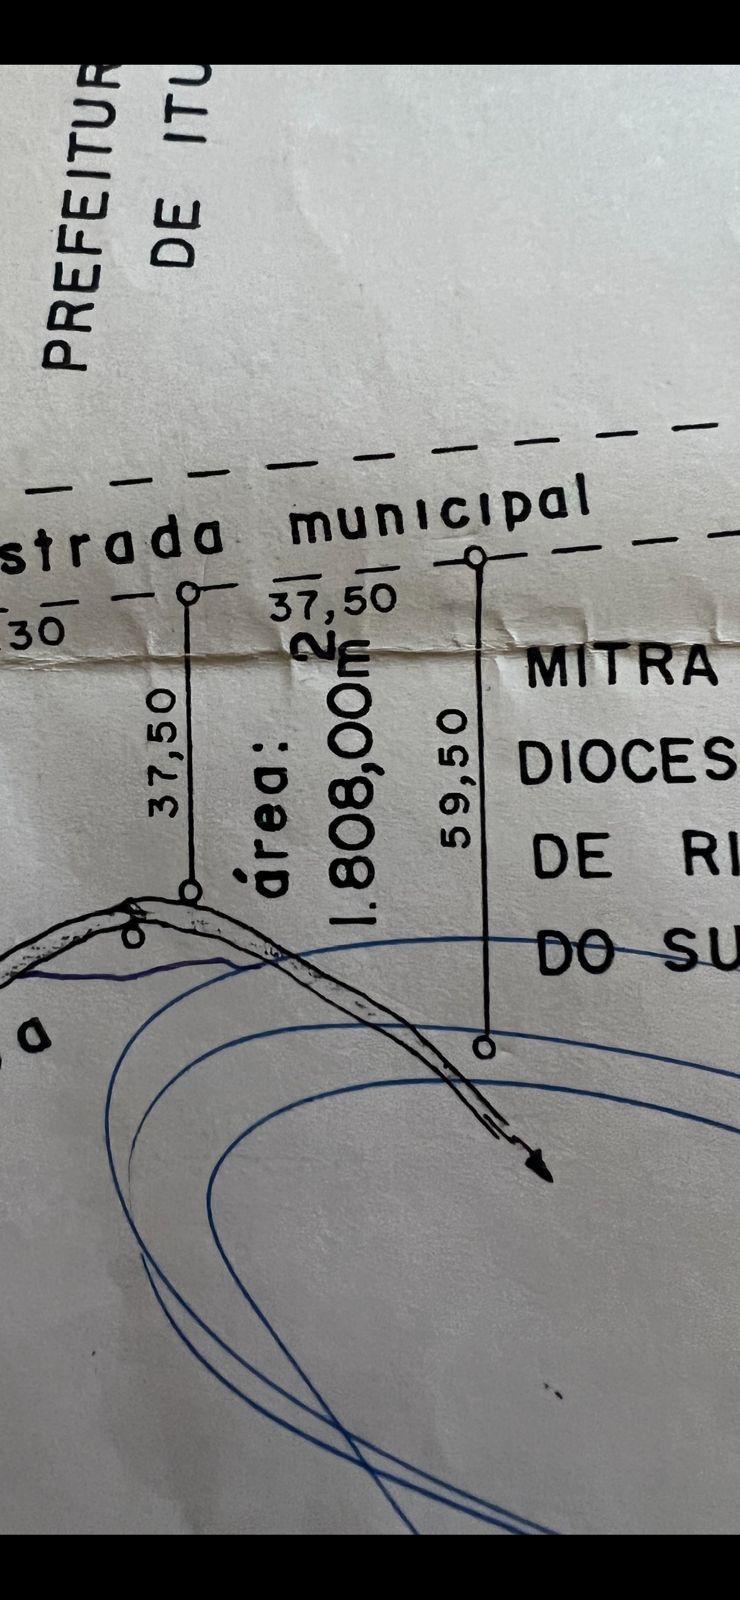 PREFEITUR
DE ITU
strada municipal
30
37,50
37,50
área:
1.808,00m²
59,50
MITRA
DIOCES
DE RI
DO SU
a